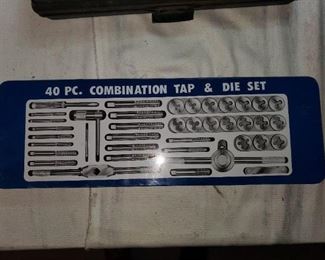 40 PC. COMBINATION TAP & DIE SET